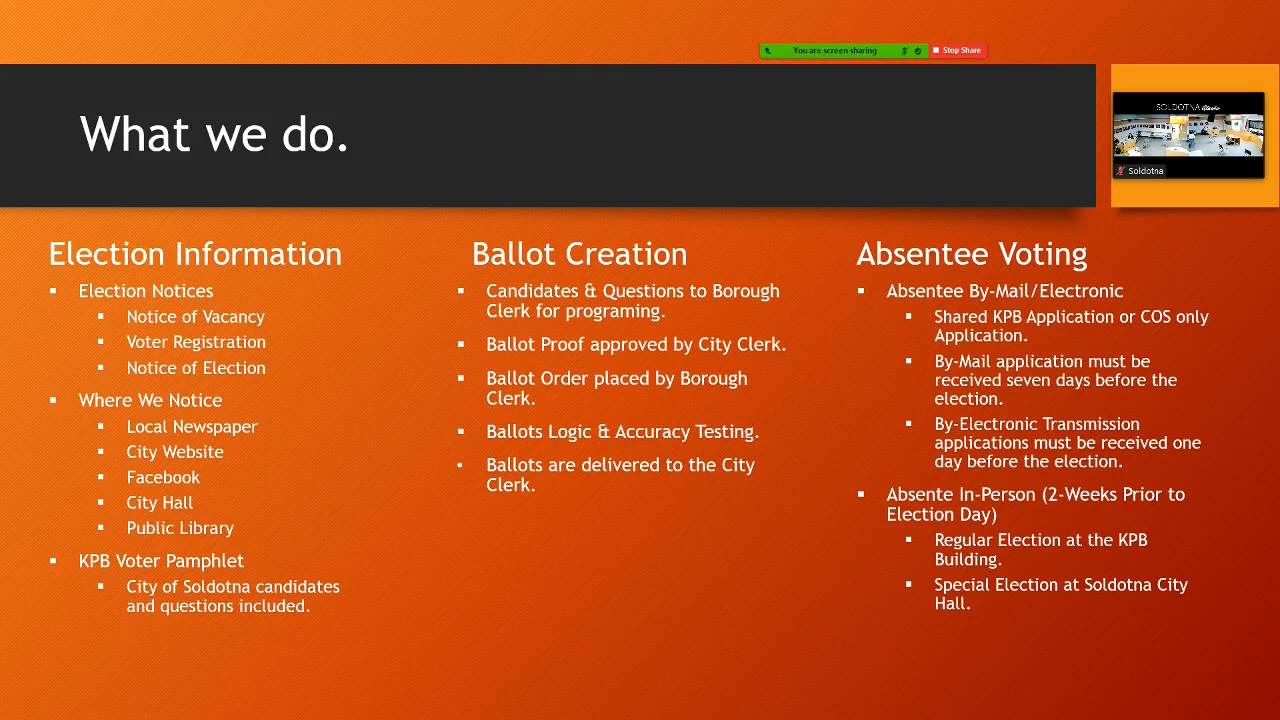 You are screen sharing
Stop Share
What we do.
SOLDOTNA Alaska
Soldotna
Election Information
Election Notices
Notice of Vacancy
Voter Registration
Notice of Election
Where We Notice
Local Newspaper
City Website
Facebook
City Hall
Public Library
KPB Voter Pamphlet
City of Soldotna candidates
and questions included.
Ballot Creation
Candidates & Questions to Borough
Clerk for programing.
Ballot Proof approved by City Clerk.
Ballot Order placed by Borough
Clerk.
Ballots Logic & Accuracy Testing.
Ballots are delivered to the City
Clerk.
Absentee Voting
Absentee By-Mail/Electronic
Shared KPB Application or COS only
Application.
By-Mail application must be
received seven days before the
election.
By-Electronic Transmission
applications must be received one
day before the election.
Absente In-Person (2-Weeks Prior to
Election Day)
Regular Election at the KPB
Building.
Special Election at Soldotna City
Hall.